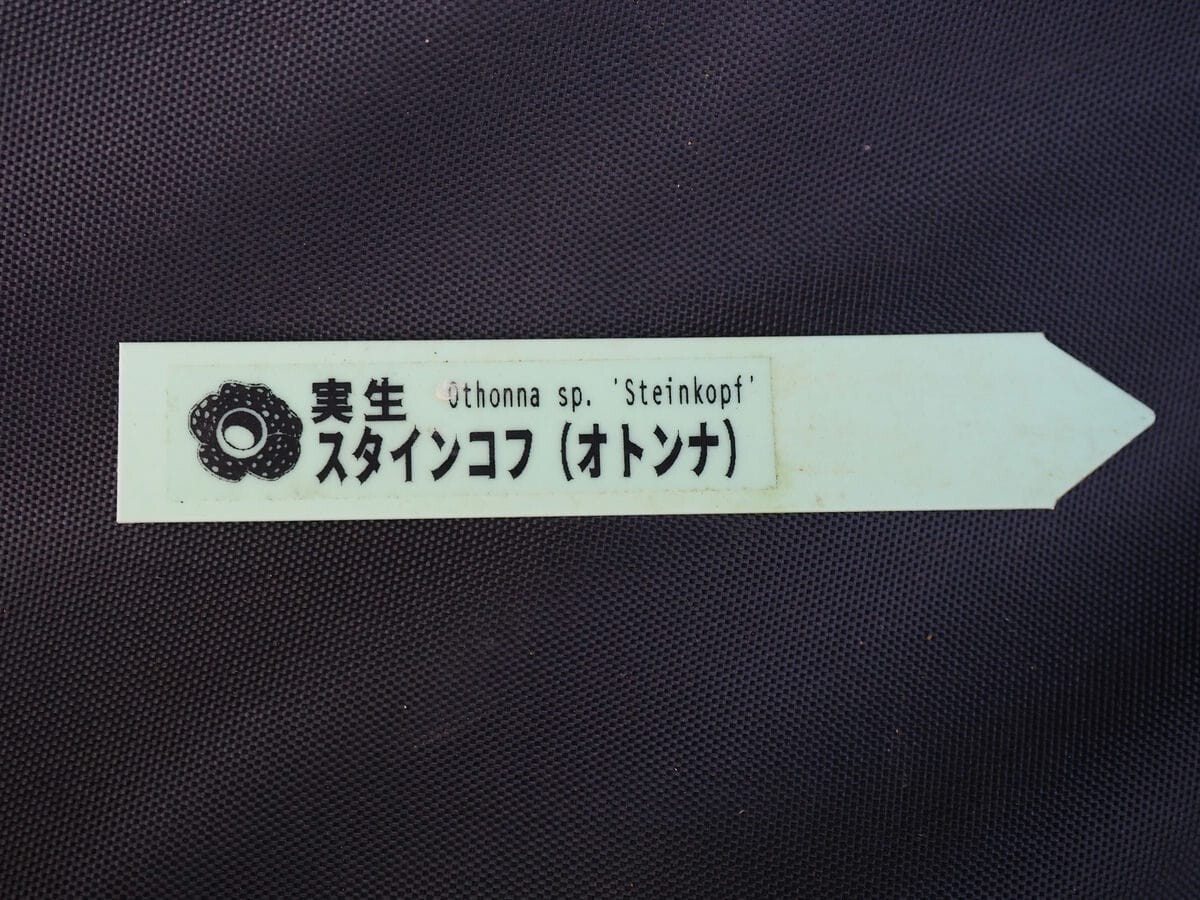 実生 Othonna sp. 'Steinkopf'
スタインコフ (オトンナ)